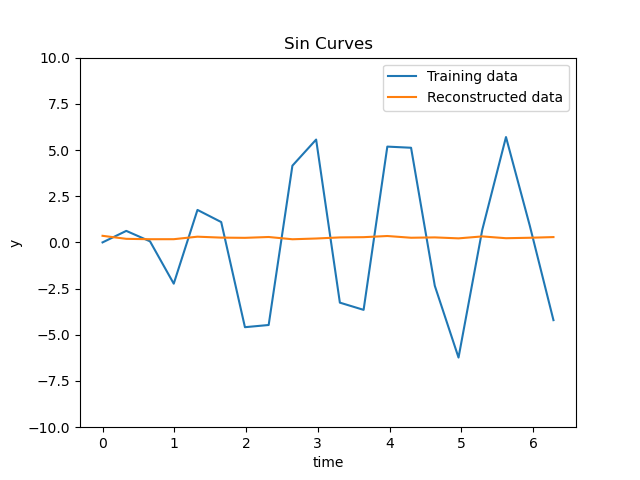 Sin Curves
Training data
Reconstructed data
10.0
7.5
5.0
2.5
0.0
−2.5
−5.0
−7.5
−10.0
y
0 1 2 3 4 5 6
time